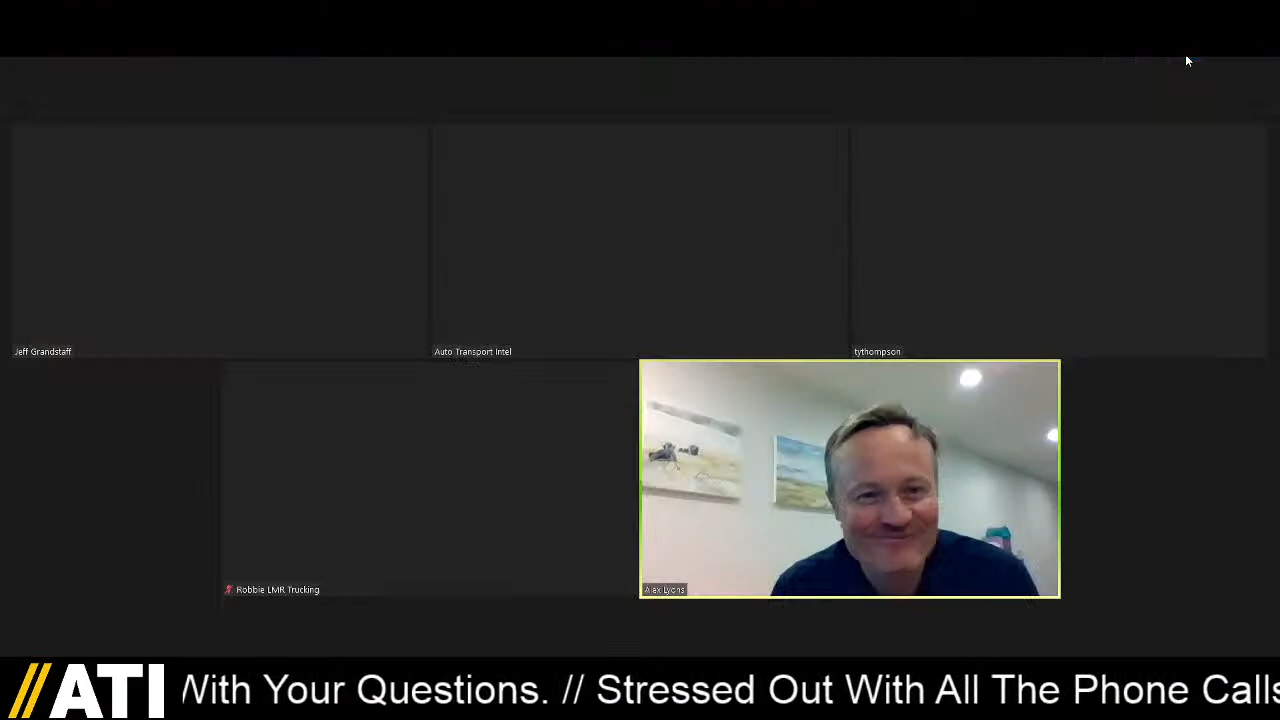 Jeff Grandstaff
Auto Transport Intel
tythompson
Robbie LMR Trucking
Alex Lyons
//ATI With Your Questions. // Stressed Out With All The Phone Calls